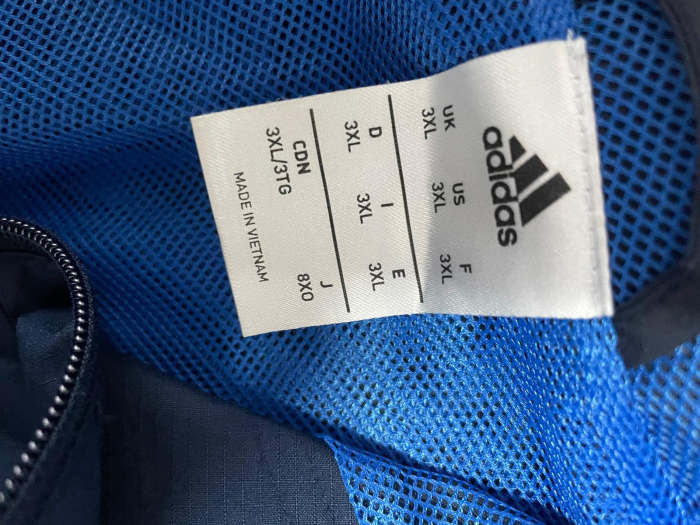 adidas
UK US F
3XL 3XL 3XL
D I E
3XL 3XL 3XL
CDN J
3XL/3TG 8XO
MADE IN VIETNAM